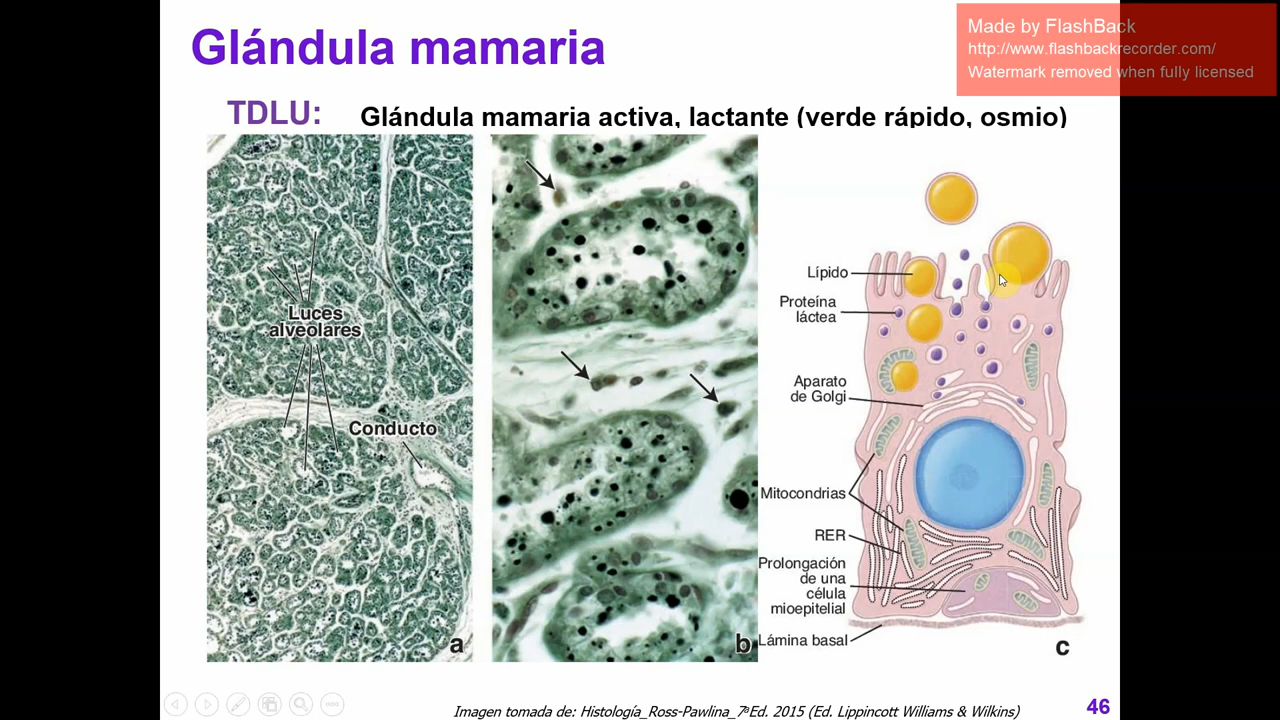 Glándula mamaria
Made by FlashBack
http://www.flashbackrecorder.com/
Watermark removed when fully licensed
TDLU:
Glándula mamaria activa, lactante (verde rápido, osmio)
Luces
alveolares
Conducto
a
b
Lípido
Proteína
láctea
Aparato
de Golgi
Mitocondrias
RER
Prolongación
de una
célula
mioepitelial
Lámina basal
c
Imagen tomada de: Histología_Ross-Pawlina_7ªEd. 2015 (Ed. Lippincott Williams & Wilkins)
46